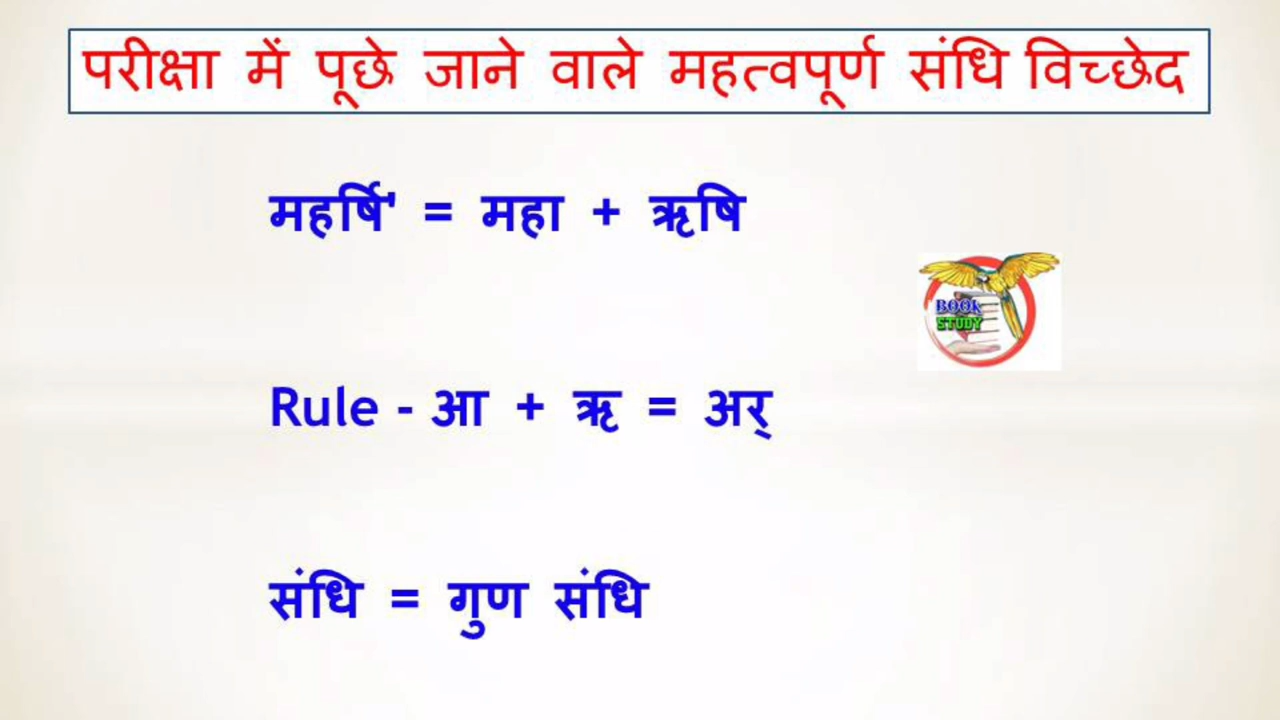 परीक्षा में पूछे जाने वाले महत्वपूर्ण संधि विच्छेद
महर्षि' = महा + ऋषि
BOOK
STUDY
Rule - आ + ऋ = अर्
संधि = गुण संधि